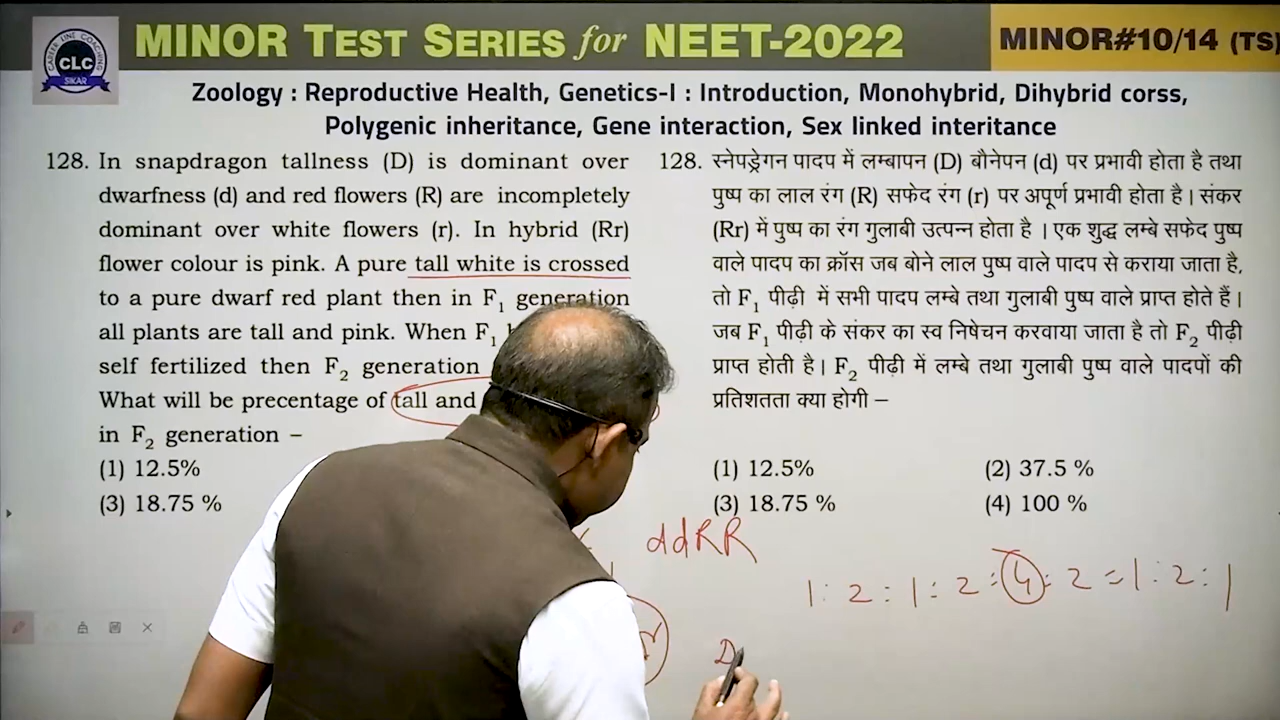 CAREER LINE COACHING
CLC
SIKAR
MINOR TEST SERIES for NEET-2022
MINOR#10/14 (TS)
Zoology : Reproductive Health, Genetics-I : Introduction, Monohybrid, Dihybrid corss,
Polygenic inheritance, Gene interaction, Sex linked interitance
128. In snapdragon tallness (D) is dominant over
dwarfness (d) and red flowers (R) are incompletely
dominant over white flowers (r). In hybrid (Rr)
flower colour is pink. A pure tall white is crossed
to a pure dwarf red plant then in F1 generation
all plants are tall and pink. When F1
self fertilized then F2 generation
What will be precentage of tall and
in F2 generation –
(1) 12.5%
(3) 18.75 %
128. स्नेपड्रेगन पादप में लम्बापन (D) बौनेपन (d) पर प्रभावी होता है तथा
पुष्प का लाल रंग (R) सफेद रंग (r) पर अपूर्ण प्रभावी होता है। संकर
(Rr) में पुष्प का रंग गुलाबी उत्पन्न होता है । एक शुद्ध लम्बे सफेद पुष्प
वाले पादप का क्रॉस जब बोने लाल पुष्प वाले पादप से कराया जाता है,
तो F1 पीढ़ी में सभी पादप लम्बे तथा गुलाबी पुष्प वाले प्राप्त होते हैं।
जब F1 पीढ़ी के संकर का स्व निषेचन करवाया जाता है तो F2 पीढ़ी
प्राप्त होती है। F2 पीढ़ी में लम्बे तथा गुलाबी पुष्प वाले पादपों की
प्रतिशतता क्या होगी –
(1) 12.5% (2) 37.5 %
(3) 18.75 % (4) 100 %
ddRR
1 : 2 : 1 : 2 : 4 : 2 = 1 : 2 : 1
D